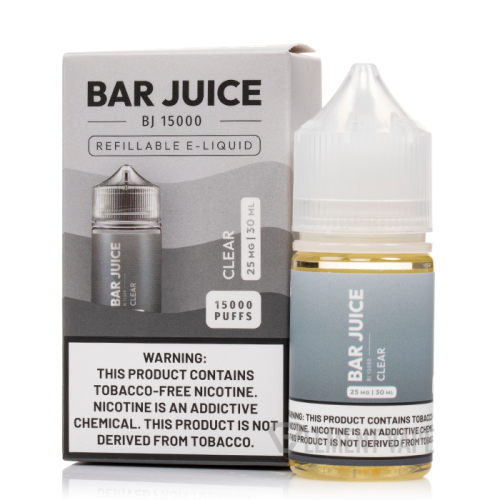 BAR JUICE
BJ 15000
REFILLABLE E-LIQUID
BAR JUICE
CLEAR
CLEAR
25 MG | 30 ML
15000
PUFFS
WARNING:
THIS PRODUCT CONTAINS
TOBACCO-FREE NICOTINE.
NICOTINE IS AN ADDICTIVE
CHEMICAL. THIS PRODUCT IS NOT
DERIVED FROM TOBACCO.
BAR JUICE
BJ 15000
CLEAR
25 MG | 30 ML
WARNING: THIS PRODUCT CONTAINS TOBACC
NICOTINE IS AN ADDICTIVE CHEMICAL.
THIS PRODUCT IS NOT DERIVED FROM TOBA